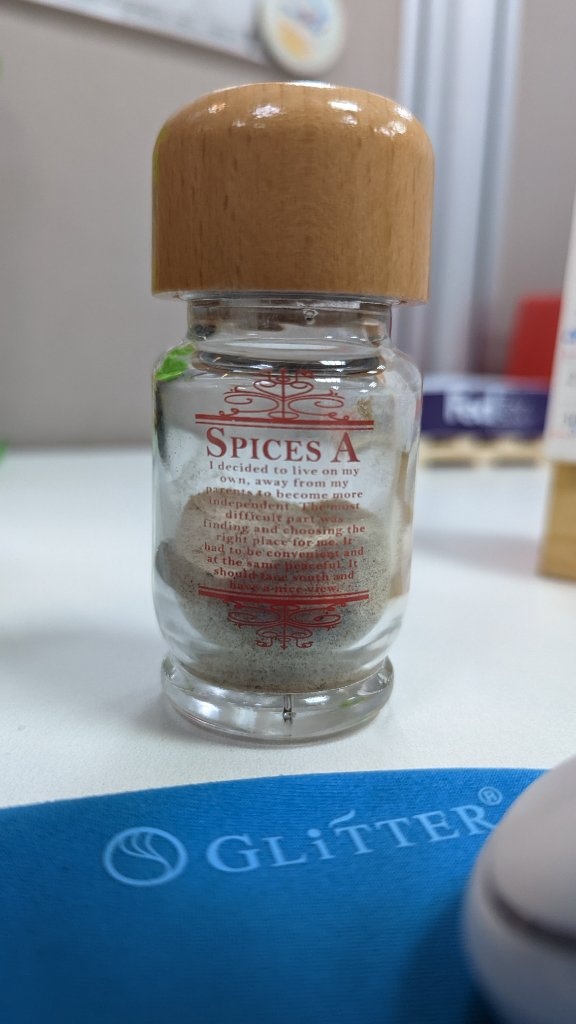 SPICES A
I decided to live on my
own, away from my
parents to become more
independent. The most
difficult part was
finding and choosing the
right place for me. It
had to be convenient and
at the same peaceful. It
should face south and
have a nice view.
FedEx
GLiTTER®